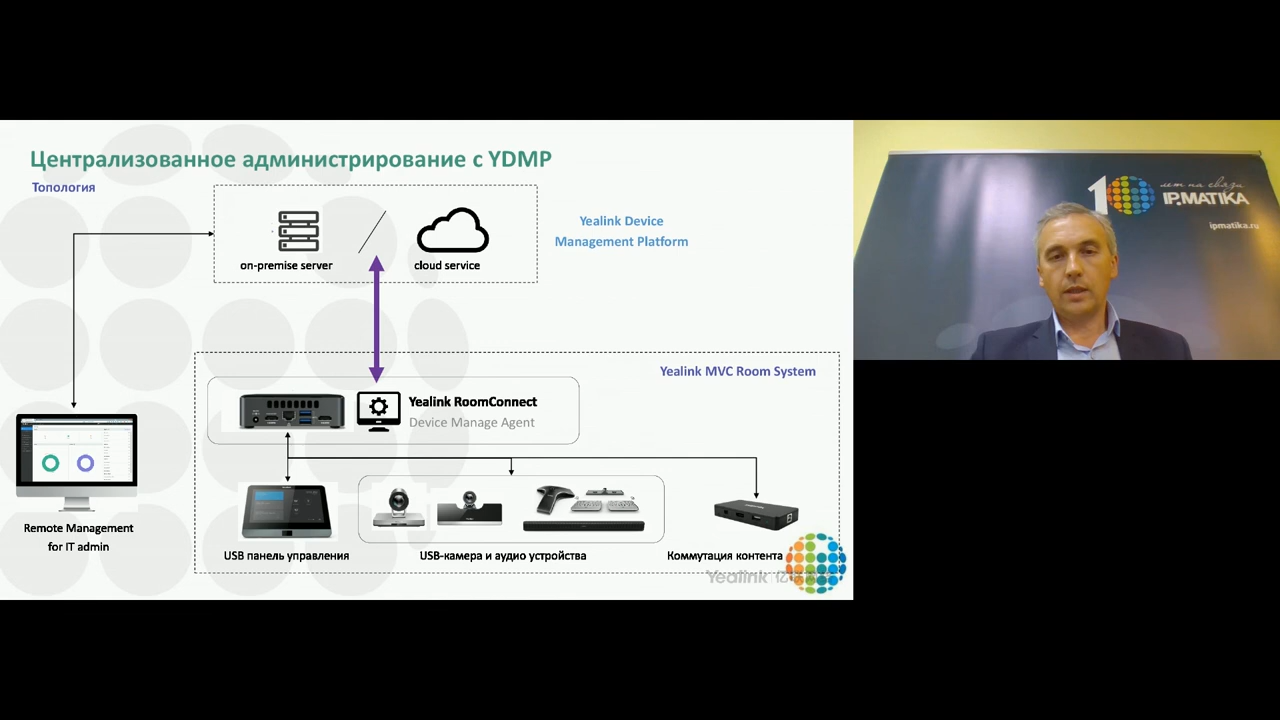 Централизованное администрирование с YDMP
Топология
on-premise server
cloud service
Yealink Device
Management Platform
Yealink MVC Room System
Yealink RoomConnect
Device Manage Agent
Remote Management
for IT admin
USB панель управления
USB-камера и аудио устройства
Коммутация контента
Yealink
10
лет на связи
IP.MATIKA
ipmatika.ru